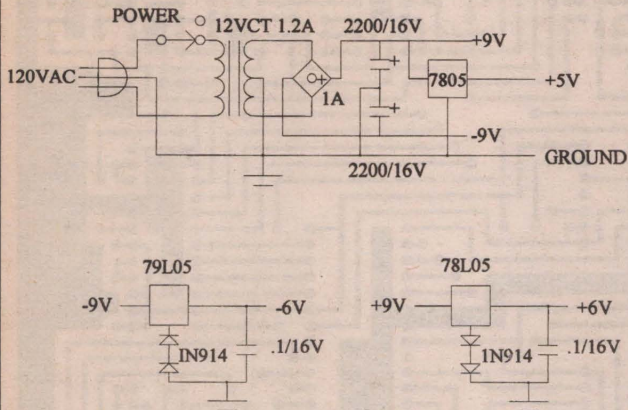 POWER
12VCT 1.2A
2200/16V
+9V
120VAC
1A
7805
+5V
-9V
GROUND
2200/16V
79L05
-9V
-6V
IN914
.1/16V
78L05
+9V
+6V
1N914
.1/16V